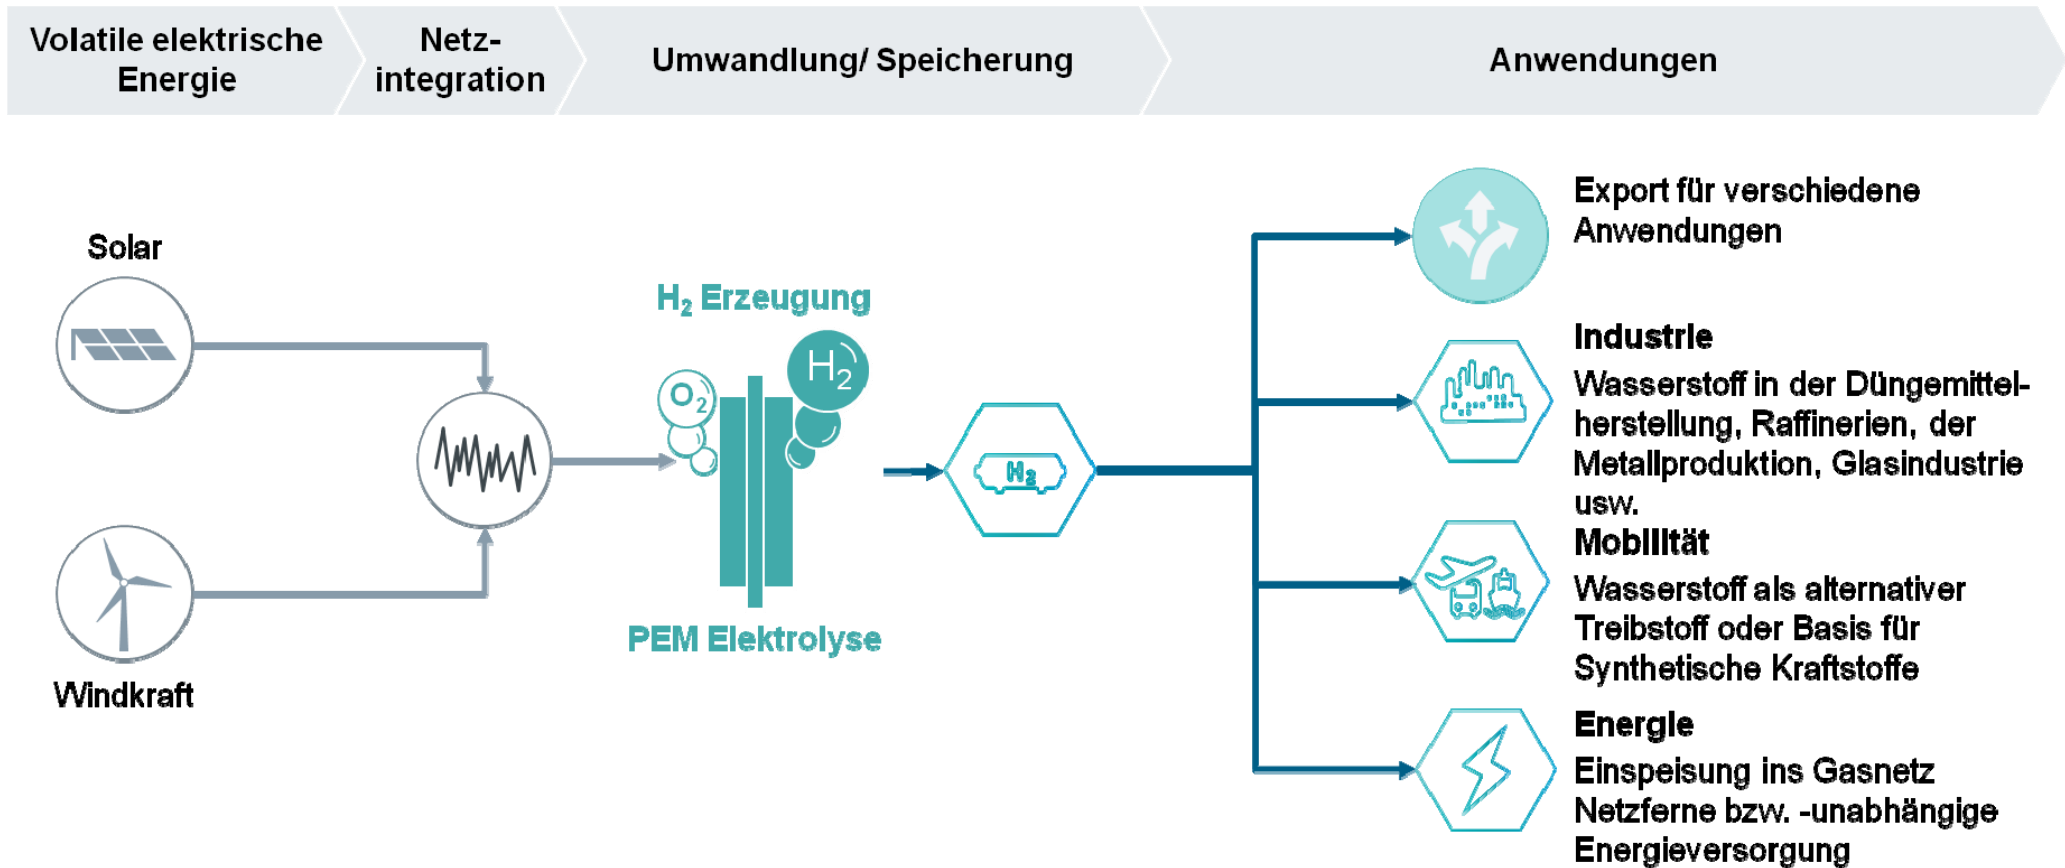 Volatile elektrische
Energie
Netz-
integration
Umwandlung/ Speicherung
Anwendungen
Solar
Windkraft
H₂ Erzeugung
O₂
H₂
PEM Elektrolyse
H₂
Export für verschiedene
Anwendungen
Industrie
Wasserstoff in der Düngemittel-
herstellung, Raffinerien, der
Metallproduktion, Glasindustrie
usw.
Mobilität
Wasserstoff als alternativer
Treibstoff oder Basis für
Synthetische Kraftstoffe
Energie
Einspeisung ins Gasnetz
Netzferne bzw. -unabhängige
Energieversorgung